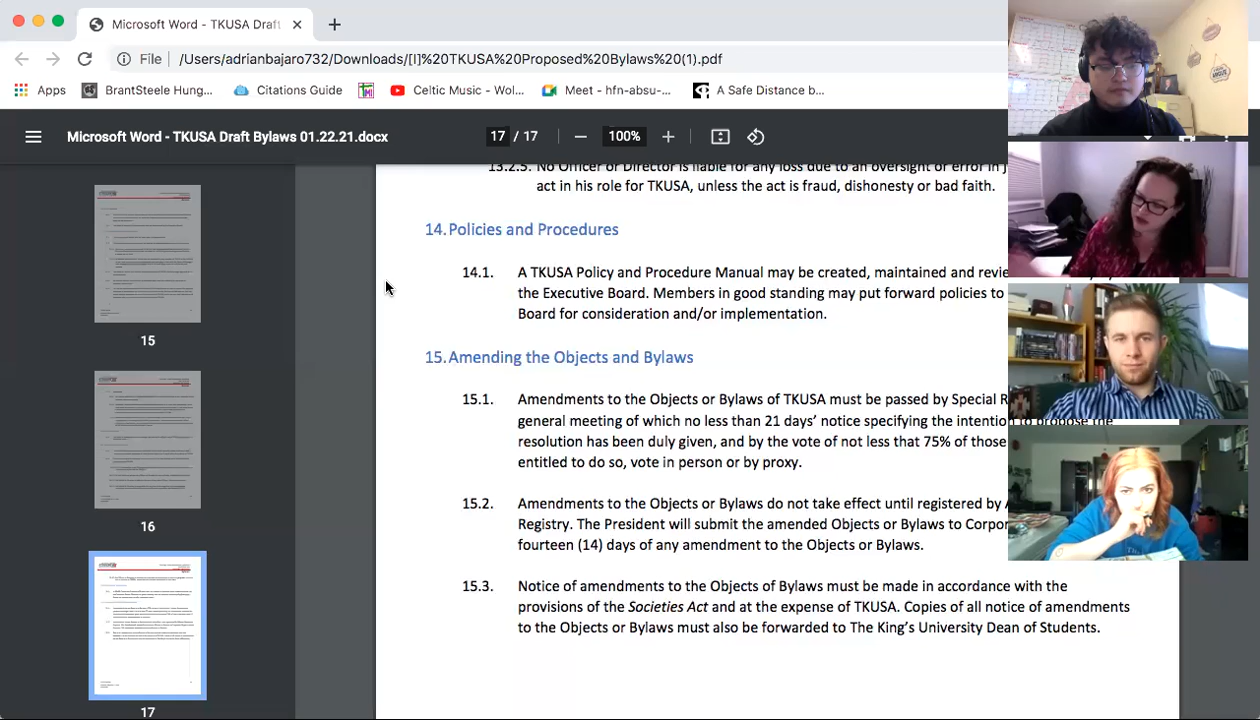 Microsoft Word - TKUSA Draft
File
/Users/adrianbajaro732/Downloads/[I]%20TKUSA%20Proposed%20Bylaws%20(1).pdf
Apps
BrantSteele Hung...
Citations Guide
Celtic Music - Wol...
Meet - hfn-absu-...
A Safe Distance b...
Microsoft Word - TKUSA Draft Bylaws 01.22.21.docx
17 / 17
100%
15
16
17
13.2.5. No Officer or Director is liable for any loss due to an oversight or error in
act in his role for TKUSA, unless the act is fraud, dishonesty or bad faith.
14. Policies and Procedures
14.1. A TKUSA Policy and Procedure Manual may be created, maintained and
the Executive Board. Members in good standing may put forward policies to
Board for consideration and/or implementation.
15. Amending the Objects and Bylaws
15.1. Amendments to the Objects or Bylaws of TKUSA must be passed by Special
general meeting of which no less than 21 days' notice specifying the intention to propose the
resolution has been duly given, and by the vote of not less that 75% of those
entitled to do so, vote in person or by proxy.
15.2. Amendments to the Objects or Bylaws do not take effect until registered by
Registry. The President will submit the amended Objects or Bylaws to
fourteen (14) days of any amendment to the Objects or Bylaws.
15.3. Notice of amendments to the Objects of Bylaws must be made in accordance with the
provisions of the Societies Act and at the expense of TKUSA. Copies of all notice of amendments
to the Objects or Bylaws must also be forwarded to The King's University Dean of Students.